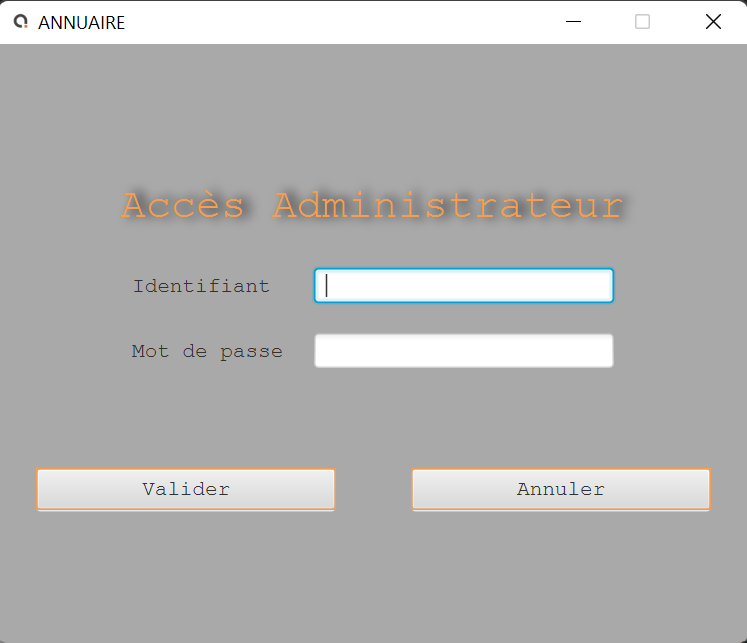 ANNUAIRE
Accès Administrateur
Identifiant
Mot de passe
Valider
Annuler